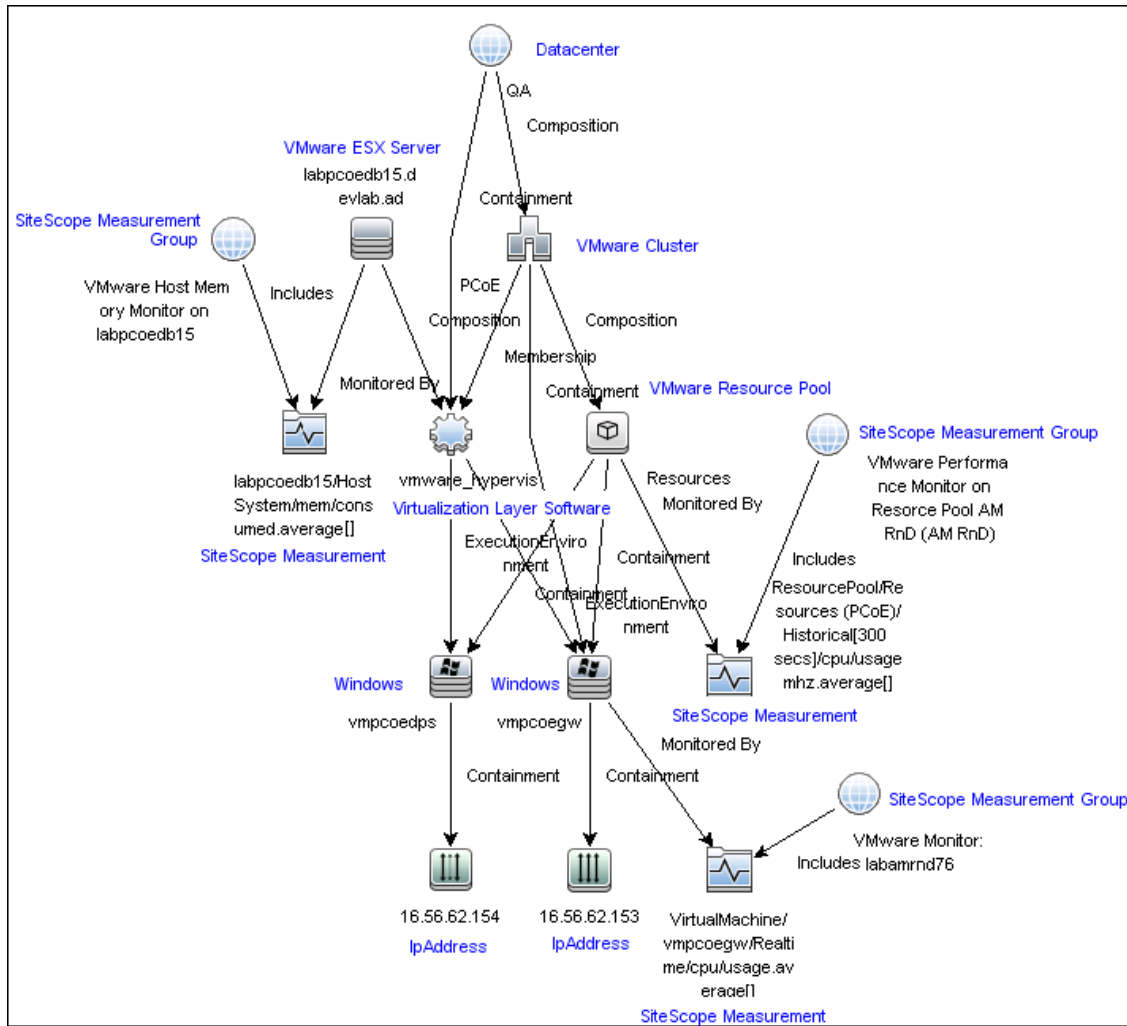 Datacenter
QA
Composition
VMware ESX Server
labpcoedb15.d
evlab.ad
Containment
SiteScope Measurement
Group
VMware Cluster
VMware Host Mem
ory Monitor on
labpcoedb15
Includes
PCoE
Composition
Composition
Membership
Monitored By
Containment
VMware Resource Pool
SiteScope Measurement Group
VMware Performa
nce Monitor on
Resorce Pool AM
RnD (AM RnD)
labpcoedb15/Host
System/mem/cons
umed.average[]
SiteScope Measurement
vmware_hypervis
Virtualization Layer Software
Resources
Monitored By
ExecutionEnviro
nment
Containment
Containment
ExecutionEnviro
nment
Includes
ResourcePool/Re
sources (PCoE)/
Historical[300
secs]/cpu/usage
mhz.average[]
SiteScope Measurement
Windows
vmpcoedps
Windows
vmpcoegw
Monitored By
Containment
Containment
SiteScope Measurement Group
VMware Monitor:
labamrnd76
Includes
16.56.62.154
IpAddress
16.56.62.153
IpAddress
VirtualMachine/
vmpcoegw/Realti
me/cpu/usage.av
erage[]
SiteScope Measurement